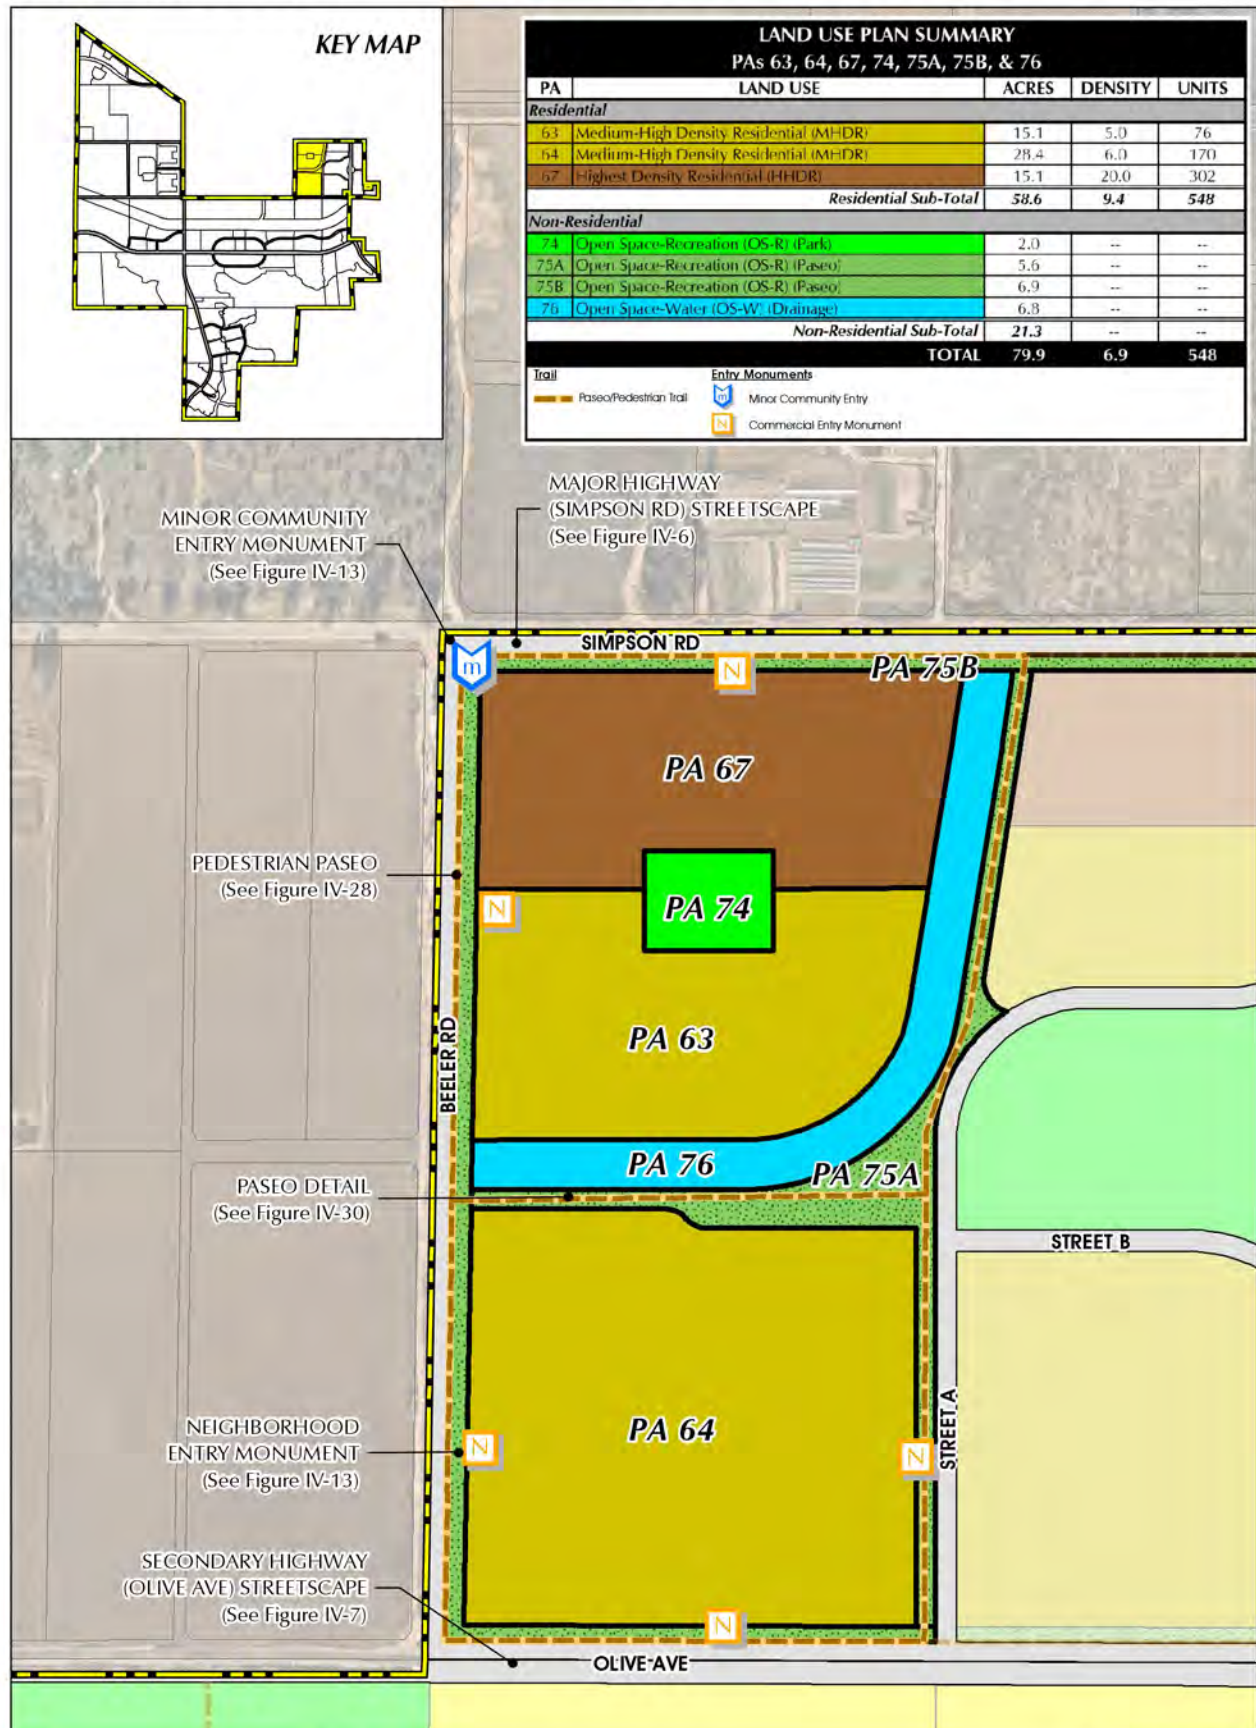 KEY MAP
LAND USE PLAN SUMMARY
PAs 63, 64, 67, 74, 75A, 75B, & 76
PA LAND USE ACRES DENSITY UNITS
Residential
63 Medium-High Density Residential (MHDR) 15.1 5.0 76
64 Medium-High Density Residential (MHDR) 28.4 6.0 170
67 Highest Density Residential (HHDR) 15.1 20.0 302
Residential Sub-Total 58.6 9.4 548
Non-Residential
74 Open Space-Recreation (OS-R) (Park) 2.0 -- --
75A Open Space-Recreation (OS-R) (Paseo) 5.6 -- --
75B Open Space-Recreation (OS-R) (Paseo) 6.9 -- --
76 Open Space-Water (OS-W) (Drainage) 6.8 -- --
Non-Residential Sub-Total 21.3 -- --
TOTAL 79.9 6.9 548
Trail
Paseo/Pedestrian Trail
Entry Monuments
m Minor Community Entry
N Commercial Entry Monument
MINOR COMMUNITY
ENTRY MONUMENT
(See Figure IV-13)
MAJOR HIGHWAY
(SIMPSON RD) STREETSCAPE
(See Figure IV-6)
SIMPSON RD
m
N
PA 75B
PA 67
PEDESTRIAN PASEO
(See Figure IV-28)
N
PA 74
PA 63
BEELER RD
PA 76
PA 75A
PASEO DETAIL
(See Figure IV-30)
STREET B
PA 64
STREET A
NEIGHBORHOOD
ENTRY MONUMENT
(See Figure IV-13)
N
N
SECONDARY HIGHWAY
(OLIVE AVE) STREETSCAPE
(See Figure IV-7)
N
OLIVE AVE